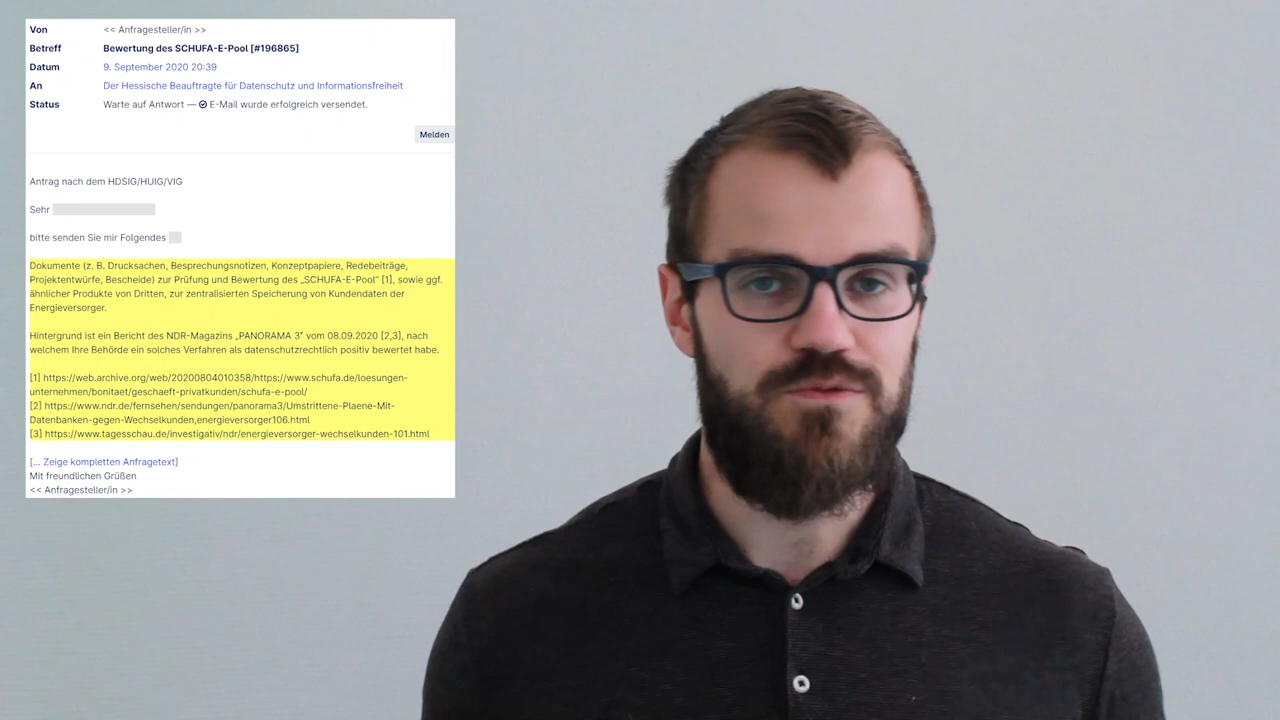 Von << Anfragesteller/in >>
Betreff Bewertung des SCHUFA-E-Pool [#196865]
Datum 9. September 2020 20:39
An Der Hessische Beauftragte für Datenschutz und Informationsfreiheit
Status Warte auf Antwort — E-Mail wurde erfolgreich versendet.
Melden
Antrag nach dem HDSIG/HUIG/VIG
Sehr
bitte senden Sie mir Folgendes
Dokumente (z. B. Drucksachen, Besprechungsnotizen, Konzeptpapiere, Redebeiträge,
Projektentwürfe, Bescheide) zur Prüfung und Bewertung des „SCHUFA-E-Pool" [1], sowie ggf.
ähnlicher Produkte von Dritten, zur zentralisierten Speicherung von Kundendaten der
Energieversorger.
Hintergrund ist ein Bericht des NDR-Magazins „PANORAMA 3" vom 08.09.2020 [2,3], nach
welchem Ihre Behörde ein solches Verfahren als datenschutzrechtlich positiv bewertet habe.
[1] https://web.archive.org/web/20200804010358/https://www.schufa.de/loesungen-
unternehmen/bonitaet/geschaeft-privatkunden/schufa-e-pool/
[2] https://www.ndr.de/fernsehen/sendungen/panorama3/Umstrittene-Plaene-Mit-
Datenbanken-gegen-Wechselkunden,energieversorger106.html
[3] https://www.tagesschau.de/investigativ/ndr/energieversorger-wechselkunden-101.html
[... Zeige kompletten Anfragetext]
Mit freundlichen Grüßen
<< Anfragesteller/in >>